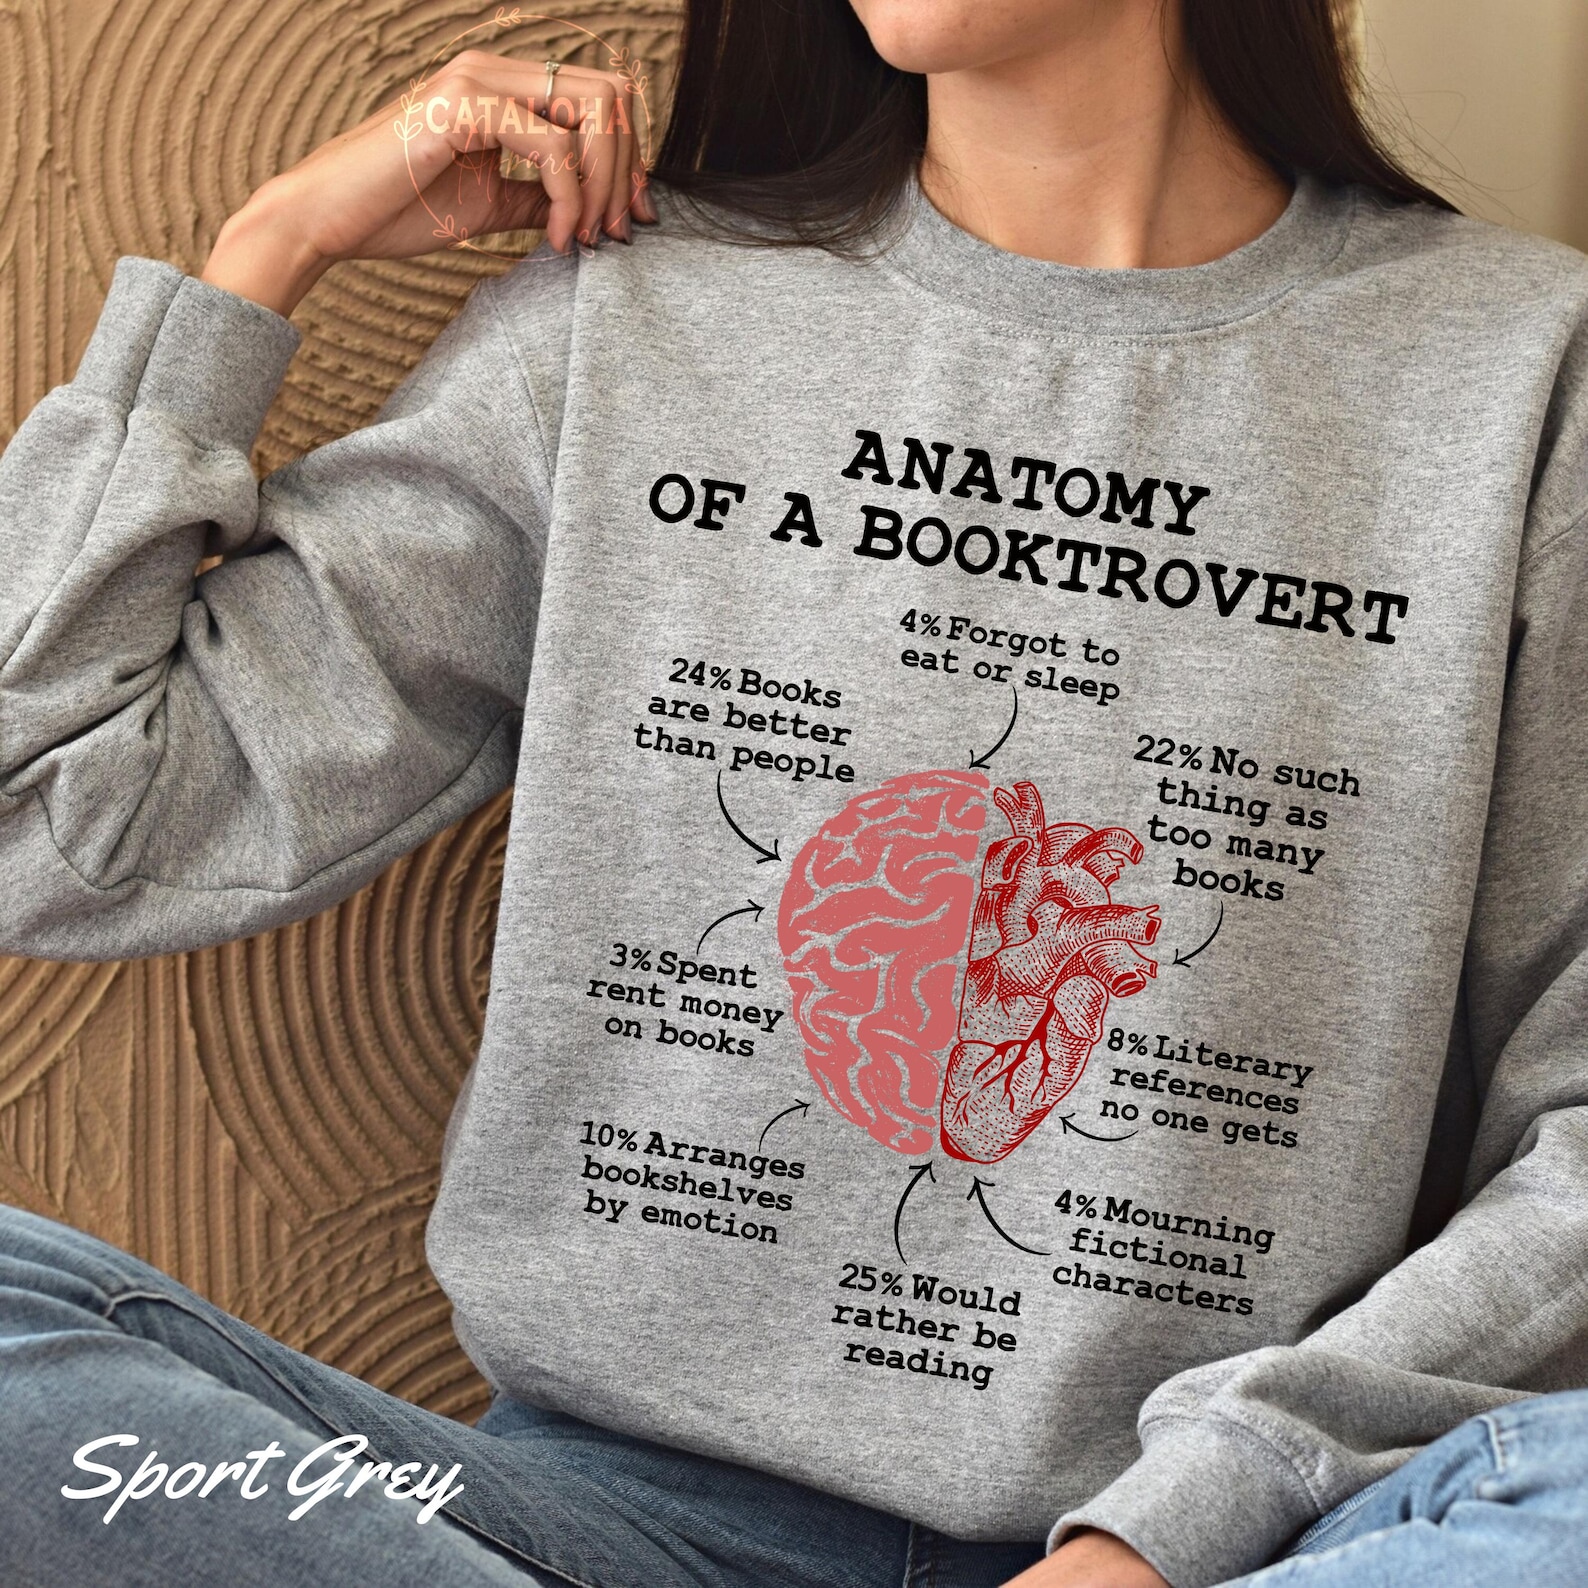 CATALOHA
Apparel
ANATOMY
OF A BOOKTROVERT
4% Forgot to
eat or sleep
24% Books
are better
than people
22% No such
thing as
too many
books
3% Spent
rent money
on books
8% Literary
references
no one gets
10% Arranges
bookshelves
by emotion
4% Mourning
fictional
characters
25% Would
rather be
reading
Sport Grey